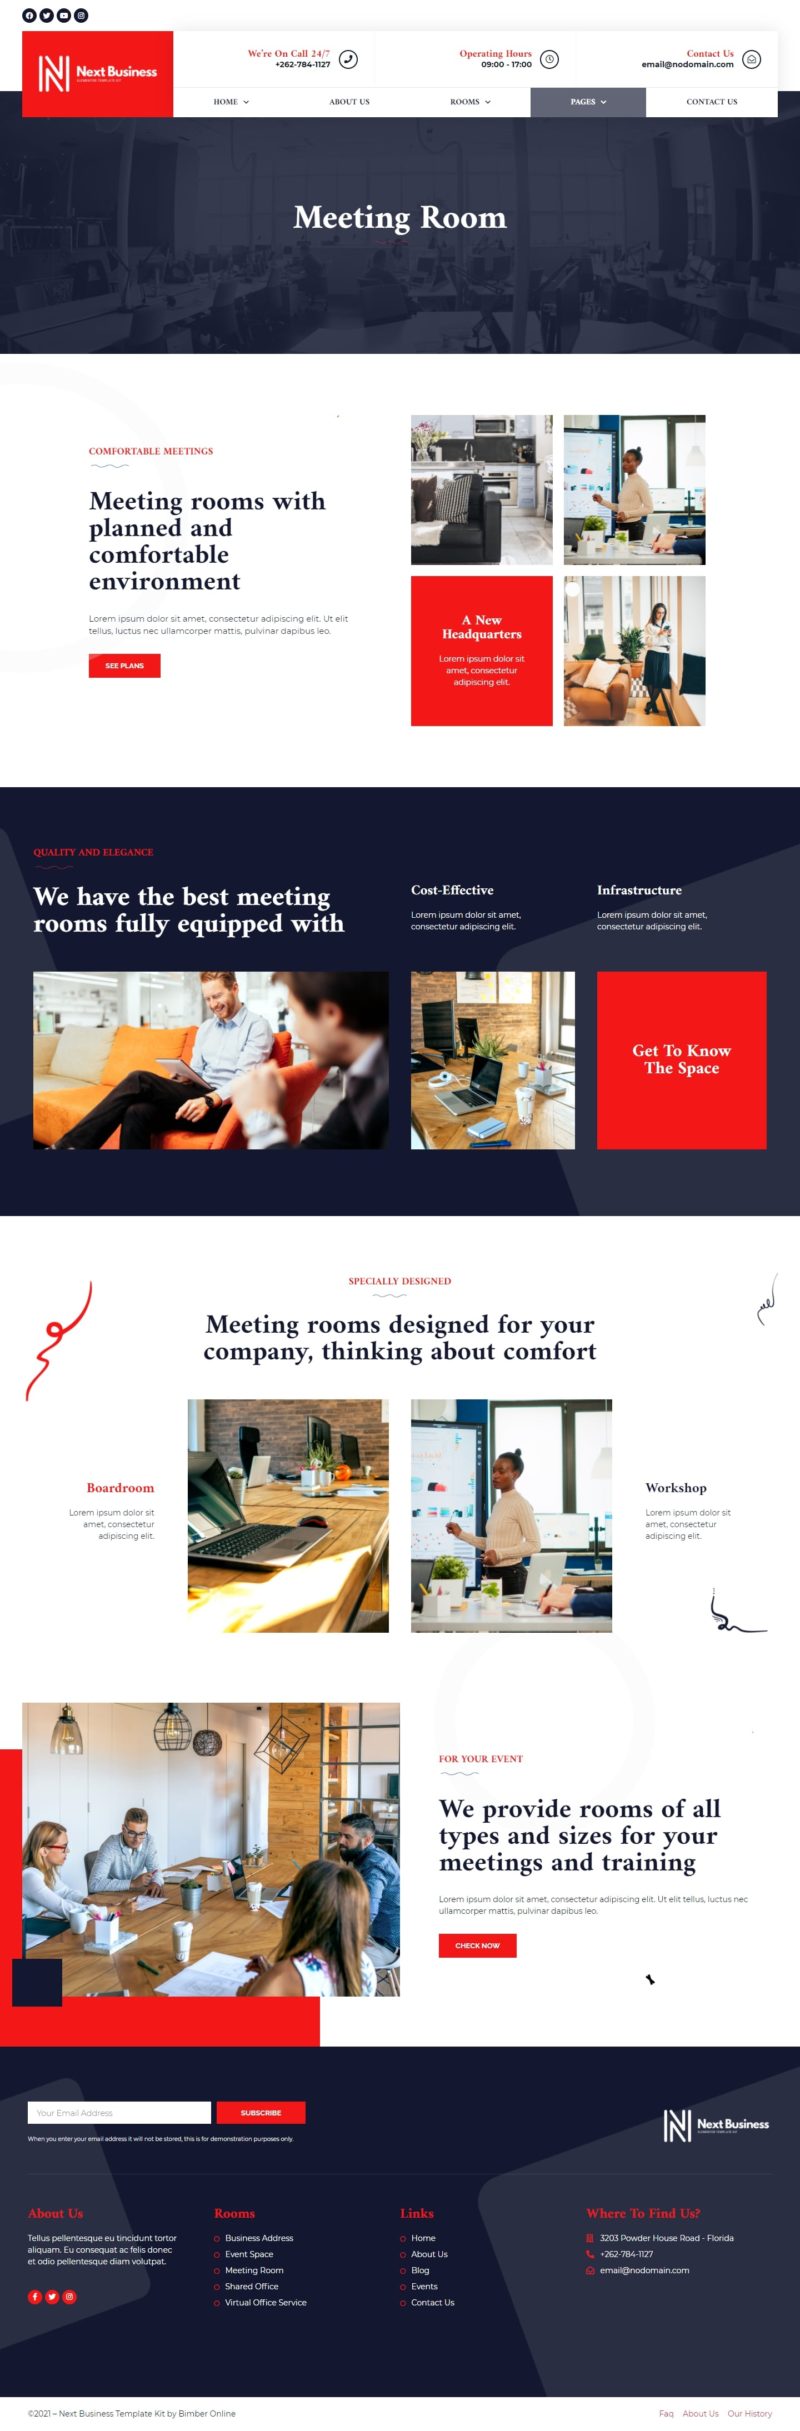 We're On Call 24/7
+262-784-1127
Operating Hours
09:00 - 17:00
Contact Us
email@nodomain.com
Next Business
ELEMENTOR TEMPLATE KIT
HOME
ABOUT US
ROOMS
PAGES
CONTACT US
Meeting Room
COMFORTABLE MEETINGS
Meeting rooms with
planned and
comfortable
environment
Lorem ipsum dolor sit amet, consectetur adipiscing elit. Ut elit
tellus, luctus nec ullamcorper mattis, pulvinar dapibus leo.
SEE PLANS
A New
Headquarters
Lorem ipsum dolor sit
amet, consectetur
adipiscing elit.
QUALITY AND ELEGANCE
We have the best meeting
rooms fully equipped with
Cost-Effective
Lorem ipsum dolor sit amet,
consectetur adipiscing elit.
Infrastructure
Lorem ipsum dolor sit amet,
consectetur adipiscing elit.
Get To Know
The Space
SPECIALLY DESIGNED
Meeting rooms designed for your
company, thinking about comfort
Boardroom
Lorem ipsum dolor sit
amet, consectetur
adipiscing elit.
Workshop
Lorem ipsum dolor sit
amet, consectetur
adipiscing elit.
FOR YOUR EVENT
We provide rooms of all
types and sizes for your
meetings and training
Lorem ipsum dolor sit amet, consectetur adipiscing elit. Ut elit tellus, luctus nec
ullamcorper mattis, pulvinar dapibus leo.
CHECK NOW
Your Email Address
SUBSCRIBE
When you enter your email address it will not be stored, this is for demonstration purposes only.
Next Business
ELEMENTOR TEMPLATE KIT
About Us
Tellus pellentesque eu tincidunt tortor
aliquam. Eu consequat ac felis donec
et odio pellentesque diam volutpat.
Rooms
Business Address
Event Space
Meeting Room
Shared Office
Virtual Office Service
Links
Home
About Us
Blog
Events
Contact Us
Where To Find Us?
3203 Powder House Road - Florida
+262-784-1127
email@nodomain.com
©2021 – Next Business Template Kit by Bimber Online
Faq
About Us
Our History